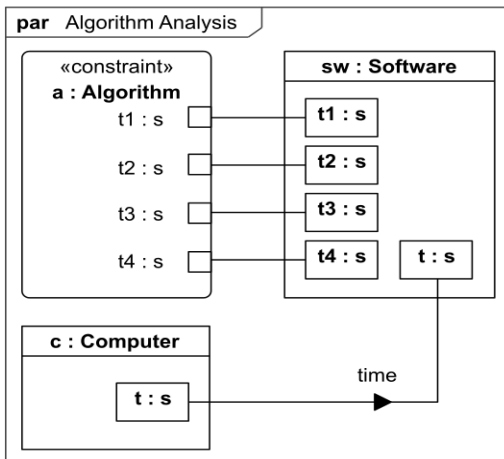 par Algorithm Analysis
«constraint»
a : Algorithm
t1 : s
t2 : s
t3 : s
t4 : s
sw : Software
t1 : s
t2 : s
t3 : s
t4 : s
t : s
c : Computer
t : s
time